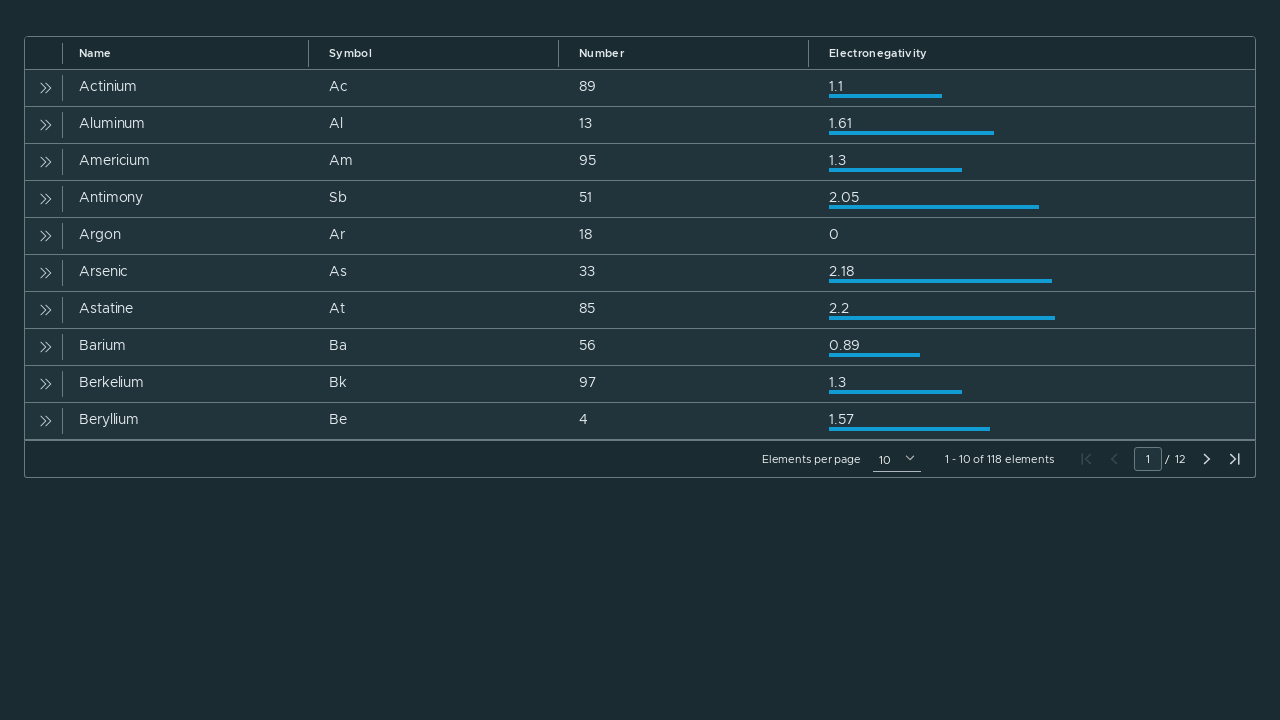 Name Symbol Number Electronegativity
Actinium Ac 89 1.1
Aluminum Al 13 1.61
Americium Am 95 1.3
Antimony Sb 51 2.05
Argon Ar 18 0
Arsenic As 33 2.18
Astatine At 85 2.2
Barium Ba 56 0.89
Berkelium Bk 97 1.3
Beryllium Be 4 1.57
Elements per page 10 1 - 10 of 118 elements 1 / 12